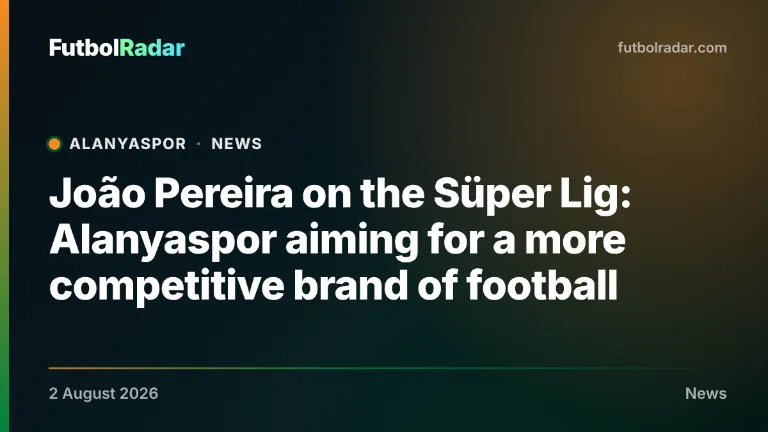 FutbolRadar
futbolradar.com
ALANYASPOR · NEWS
João Pereira on the Süper Lig:
Alanyaspor aiming for a more
competitive brand of football
2 August 2026
News